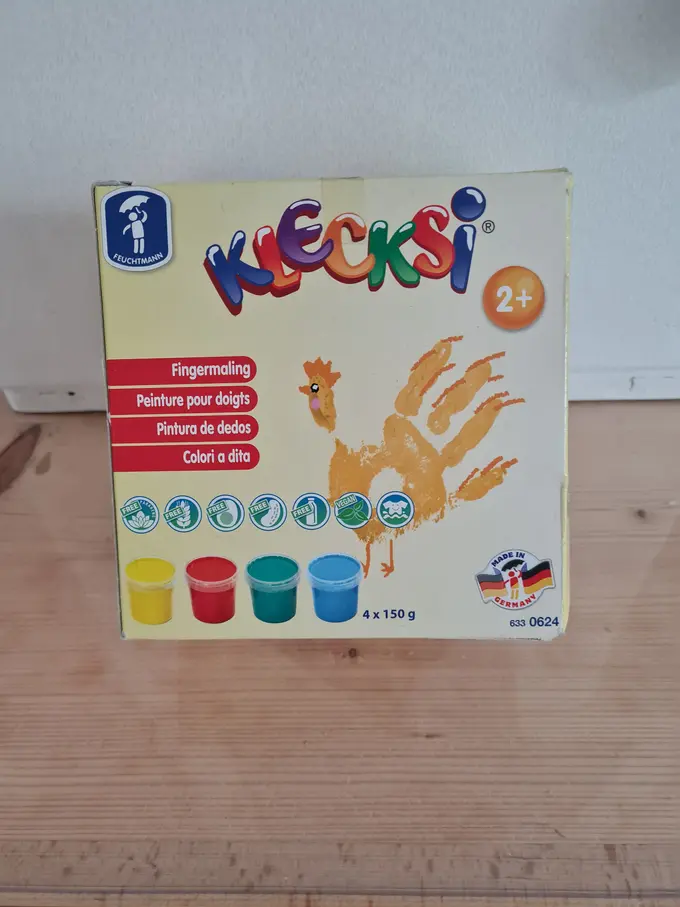 FEUCHTMANN
KLECKSi®
2+
Fingermaling
Peinture pour doigts
Pintura de dedos
Colori a dita
FREE
FREE
FREE
FREE
FREE
VEGAN
4 x 150 g
MADE IN
GERMANY
633 0624